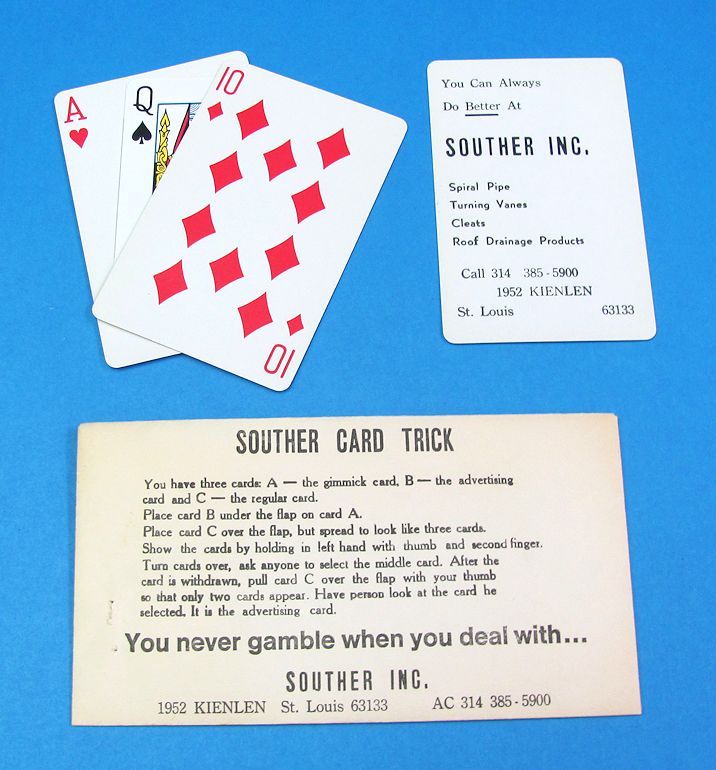 A
Q
10
10
You Can Always
Do Better At
SOUTHER INC.
Spiral Pipe
Turning Vanes
Cleats
Roof Drainage Products
Call 314 385-5900
1952 KIENLEN
St. Louis 63133
SOUTHER CARD TRICK
You have three cards: A — the gimmick card, B — the advertising
card and C — the regular card.
Place card B under the flap on card A.
Place card C over the flap, but spread to look like three cards.
Show the cards by holding in left hand with thumb and second finger.
Turn cards over, ask anyone to select the middle card. After the
card is withdrawn, pull card C over the flap with your thumb
so that only two cards appear. Have person look at the card he
selected. It is the advertising card.
You never gamble when you deal with...
SOUTHER INC.
1952 KIENLEN St. Louis 63133 AC 314 385-5900